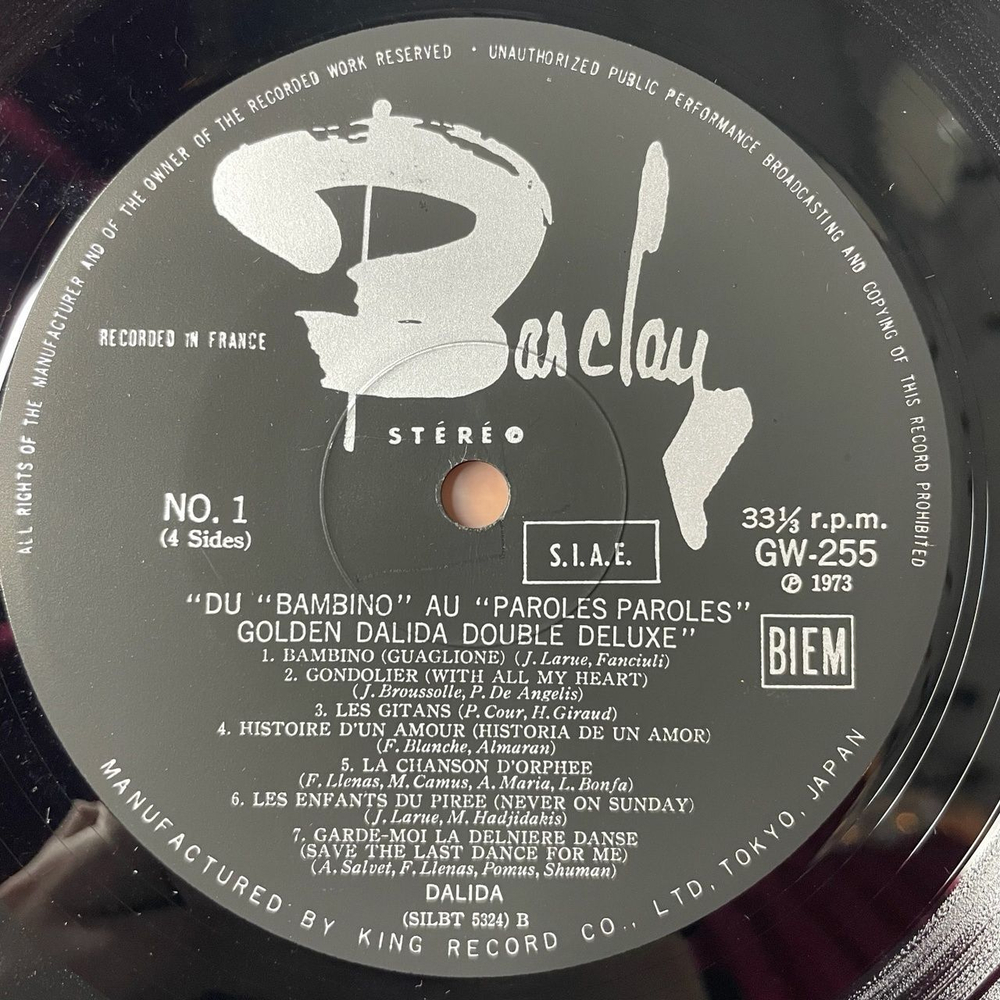 ALL RIGHTS OF THE MANUFACTURER AND OF THE OWNER OF THE RECORDED WORK RESERVED • UNAUTHORIZED PUBLIC PERFORMANCE BROADCASTING AND COPYING OF THIS RECORD PROHIBITED
Barclay
RECORDED IN FRANCE
STÉRÉO
NO. 1
(4 Sides)
S.I.A.E.
33⅓ r.p.m.
GW-255
℗ 1973
BIEM
“DU “BAMBINO” AU “PAROLES PAROLES”
GOLDEN DALIDA DOUBLE DELUXE”
1. BAMBINO (GUAGLIONE) (J. Larue, Fanciuli)
2. GONDOLIER (WITH ALL MY HEART)
(J. Broussolle, P. De Angelis)
3. LES GITANS (P. Cour, H. Giraud)
4. HISTOIRE D'UN AMOUR (HISTORIA DE UN AMOR)
(F. Blanche, Almaran)
5. LA CHANSON D'ORPHEE
(F. Llenas, M. Camus, A. Maria, L. Bonfa)
6. LES ENFANTS DU PIREE (NEVER ON SUNDAY)
(J. Larue, M. Hadjidakis)
7. GARDE-MOI LA DELNIERE DANSE
(SAVE THE LAST DANCE FOR ME)
(A. Salvet, F. Llenas, Pomus, Shuman)
DALIDA
(SILBT 5324) B
MANUFACTURED BY KING RECORD CO., LTD, TOKYO, JAPAN